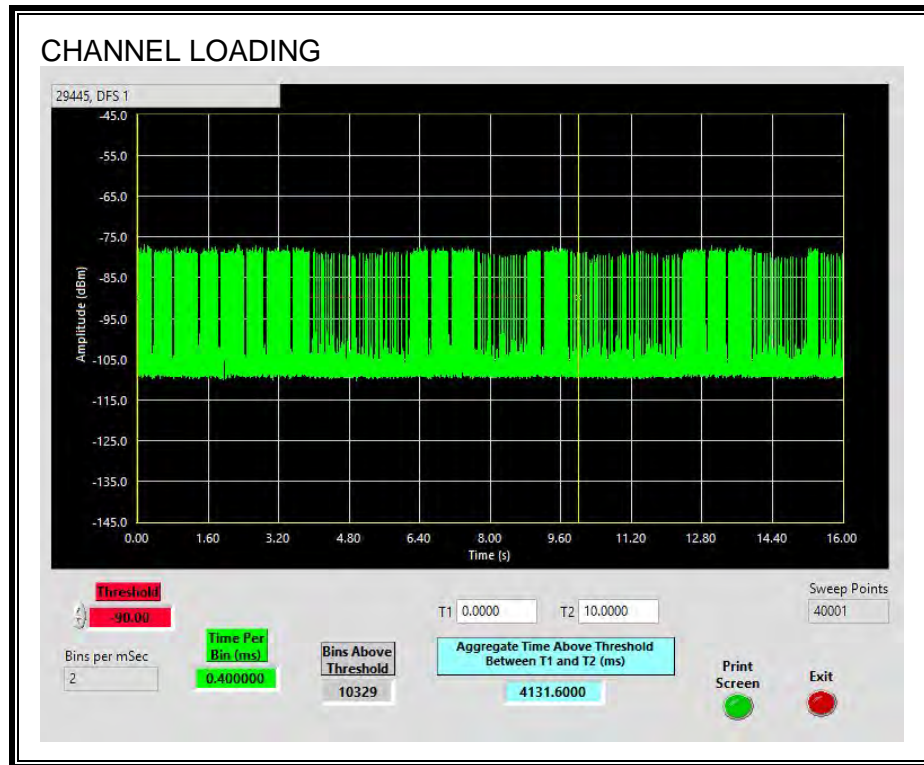 CHANNEL LOADING
29445, DFS 1
-45.0
-55.0
-65.0
-75.0
-85.0
-95.0
-105.0
-115.0
-125.0
-135.0
-145.0
Amplitude (dBm)
0.00 1.60 3.20 4.80 6.40 8.00 9.60 11.20 12.80 14.40 16.00
Time (s)
Threshold
-90.00
Bins per mSec
2
Time Per
Bin (ms)
0.400000
Bins Above
Threshold
10329
T1 0.0000 T2 10.0000
Aggregate Time Above Threshold
Between T1 and T2 (ms)
4131.6000
Sweep Points
40001
Print
Screen
Exit